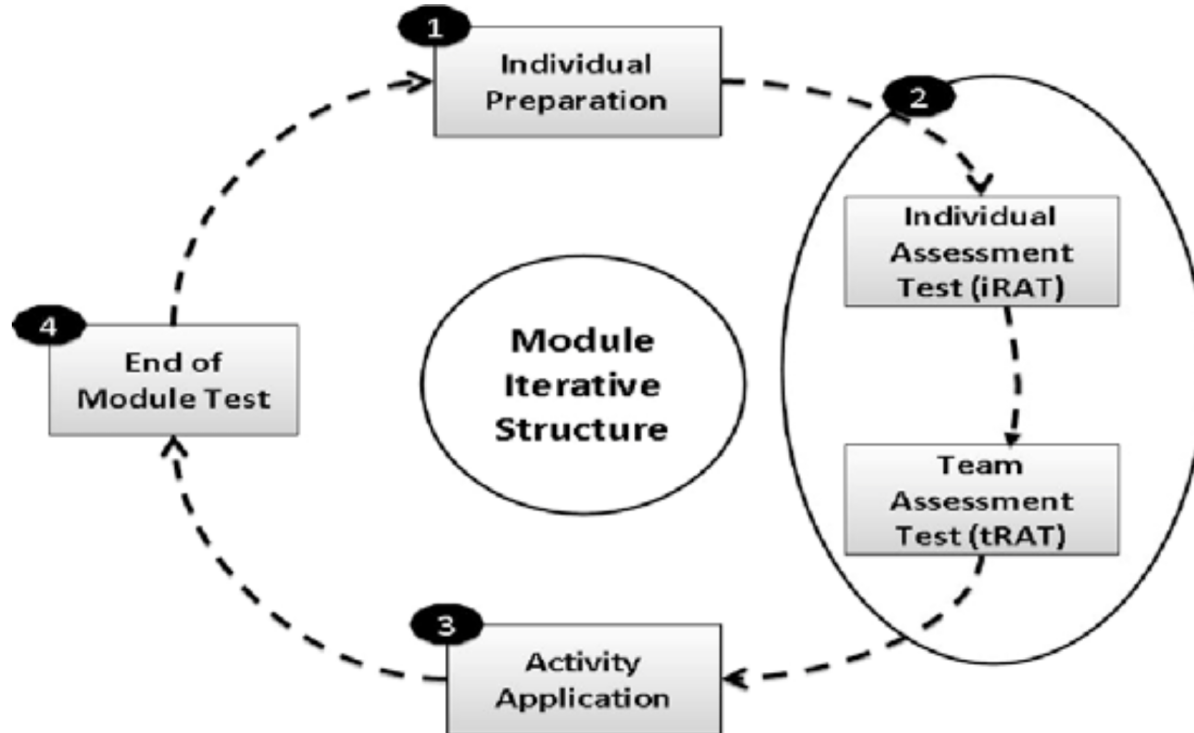 1
Individual
Preparation
2
Individual
Assessment
Test (iRAT)
Team
Assessment
Test (tRAT)
3
Activity
Application
4
End of
Module Test
Module
Iterative
Structure